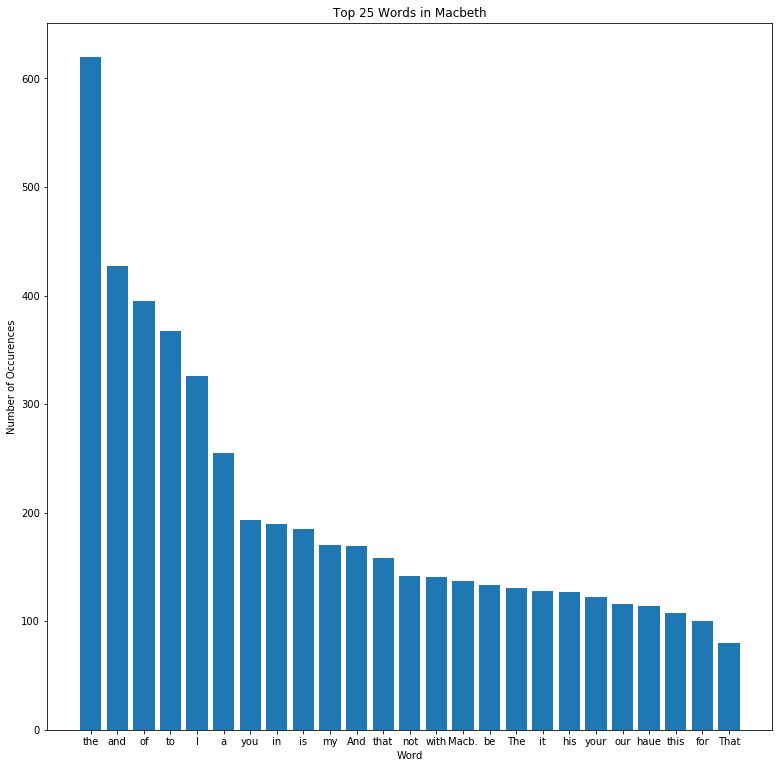 Top 25 Words in Macbeth
Number of Occurences
600
500
400
300
200
100
0
the and of to I a you in is my And that not with Macb. be The it his your our haue this for That
Word